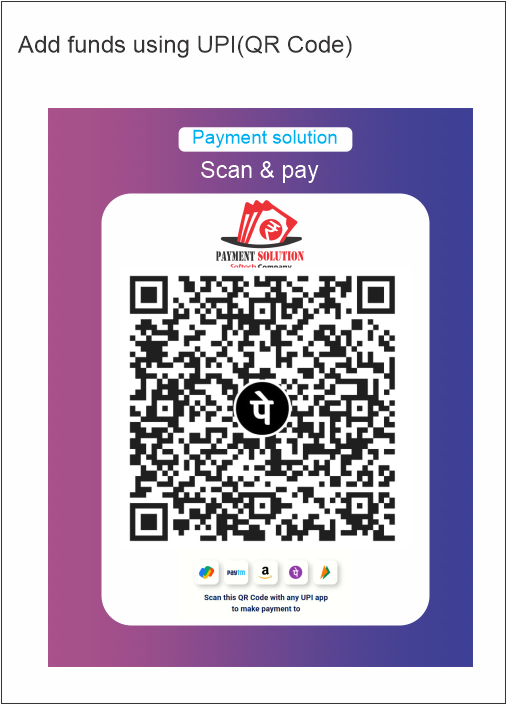 Add funds using UPI(QR Code)
Payment solution
Scan & pay
PAYMENT SOLUTION
Softech Company
पे
Paytm
a
पे
Scan this QR Code with any UPI app
to make payment to